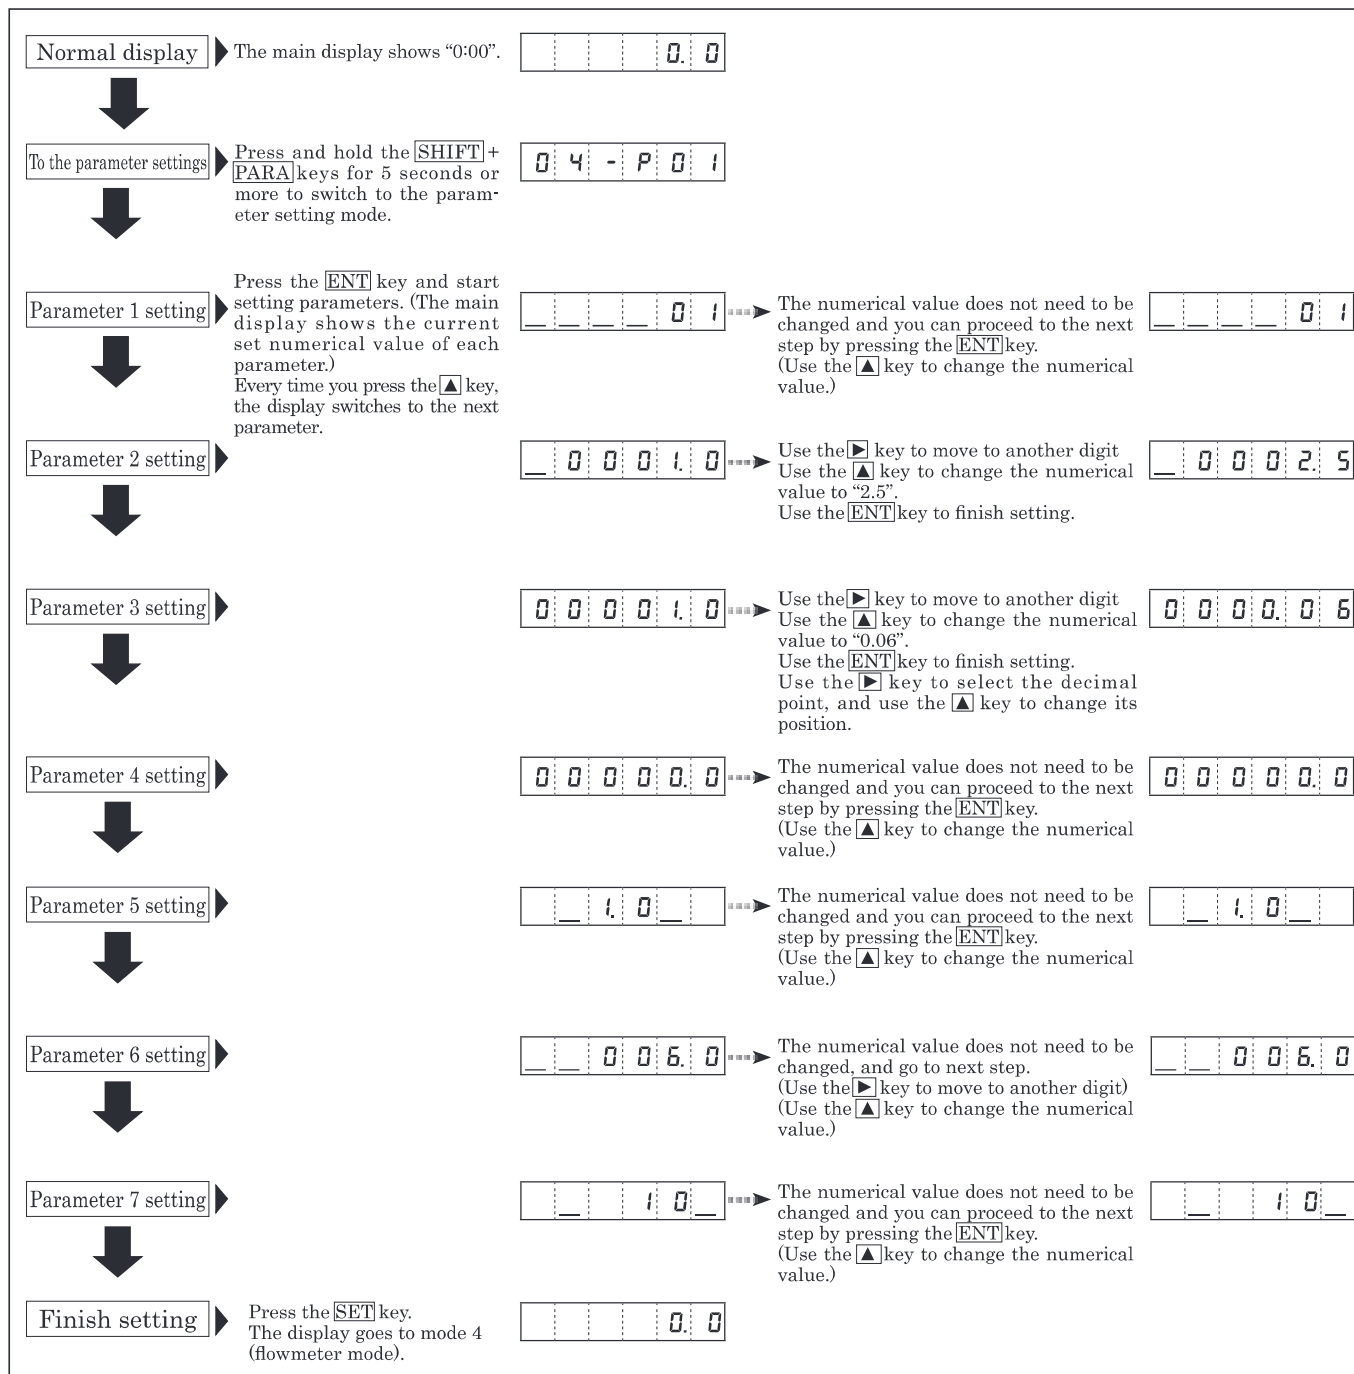 Normal display
The main display shows “0:00”.
0. 0
To the parameter settings
Press and hold the SHIFT +
PARA keys for 5 seconds or
more to switch to the param-
eter setting mode.
0 4 - P 0 1
Parameter 1 setting
Press the ENT key and start
setting parameters. (The main
display shows the current
set numerical value of each
parameter.)
Every time you press the ▲ key,
the display switches to the next
parameter.
_ _ _ _ 0 1
The numerical value does not need to be
changed and you can proceed to the next
step by pressing the ENT key.
(Use the ▲ key to change the numerical
value.)
_ _ _ _ 0 1
Parameter 2 setting
_ 0 0 0 1. 0
Use the ▶ key to move to another digit
Use the ▲ key to change the numerical
value to “2.5”.
Use the ENT key to finish setting.
_ 0 0 0 2. 5
Parameter 3 setting
0 0 0 0 1. 0
Use the ▶ key to move to another digit
Use the ▲ key to change the numerical
value to “0.06”.
Use the ENT key to finish setting.
Use the ▶ key to select the decimal
point, and use the ▲ key to change its
position.
0 0 0 0. 0 6
Parameter 4 setting
0 0 0 0 0. 0
The numerical value does not need to be
changed and you can proceed to the next
step by pressing the ENT key.
(Use the ▲ key to change the numerical
value.)
0 0 0 0 0. 0
Parameter 5 setting
_ 1. 0 _
The numerical value does not need to be
changed and you can proceed to the next
step by pressing the ENT key.
(Use the ▲ key to change the numerical
value.)
_ 1. 0 _
Parameter 6 setting
_ _ 0 0 6. 0
The numerical value does not need to be
changed, and go to next step.
(Use the ▶ key to move to another digit)
(Use the ▲ key to change the numerical
value.)
_ _ 0 0 6. 0
Parameter 7 setting
_ 1 0 _
The numerical value does not need to be
changed and you can proceed to the next
step by pressing the ENT key.
(Use the ▲ key to change the numerical
value.)
_ 1 0 _
Finish setting
Press the SET key.
The display goes to mode 4
(flowmeter mode).
0. 0